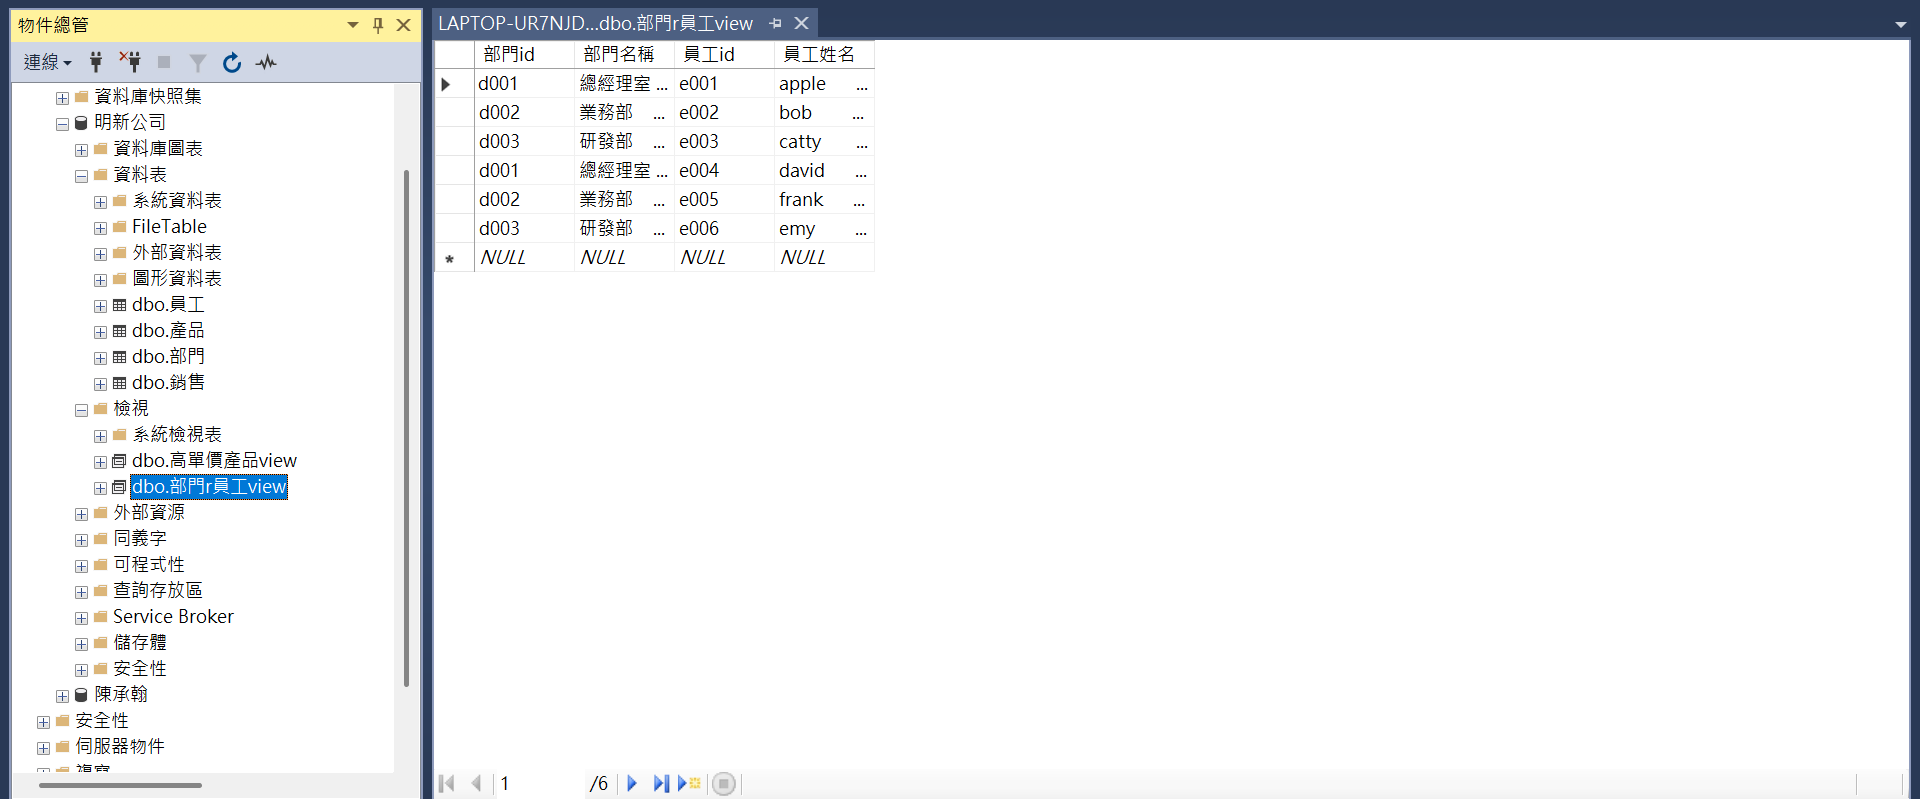 物件總管
連線
資料庫快照集
明新公司
資料庫圖表
資料表
系統資料表
FileTable
外部資料表
圖形資料表
dbo.員工
dbo.產品
dbo.部門
dbo.銷售
檢視
系統檢視表
dbo.高單價產品view
dbo.部門r員工view
外部資源
同義字
可程式性
查詢存放區
Service Broker
儲存體
安全性
陳承翰
安全性
伺服器物件
複寫
LAPTOP-UR7NJD...dbo.部門r員工view
部門id 部門名稱 員工id 員工姓名
d001 總經理室 ... e001 apple ...
d002 業務部 ... e002 bob ...
d003 研發部 ... e003 catty ...
d001 總經理室 ... e004 david ...
d002 業務部 ... e005 frank ...
d003 研發部 ... e006 emy ...
NULL NULL NULL NULL
1 /6